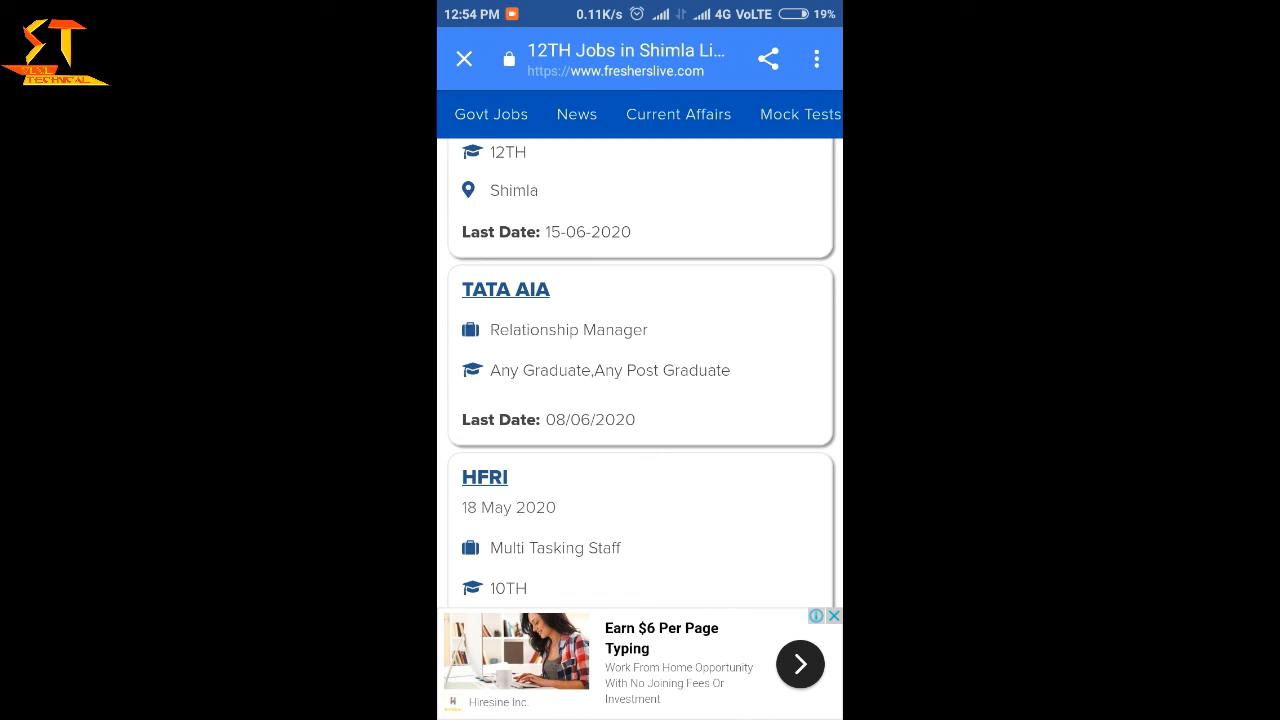 ST
TECHNICAL
12:54 PM 0.11K/s 4G VoLTE 19%
12TH Jobs in Shimla Li...
https://www.fresherslive.com
Govt Jobs News Current Affairs Mock Tests
12TH
Shimla
Last Date: 15-06-2020
TATA AIA
Relationship Manager
Any Graduate,Any Post Graduate
Last Date: 08/06/2020
HFRI
18 May 2020
Multi Tasking Staff
10TH
Earn $6 Per Page
Typing
Work From Home Opportunity
With No Joining Fees Or
Investment
Hiresine Inc.